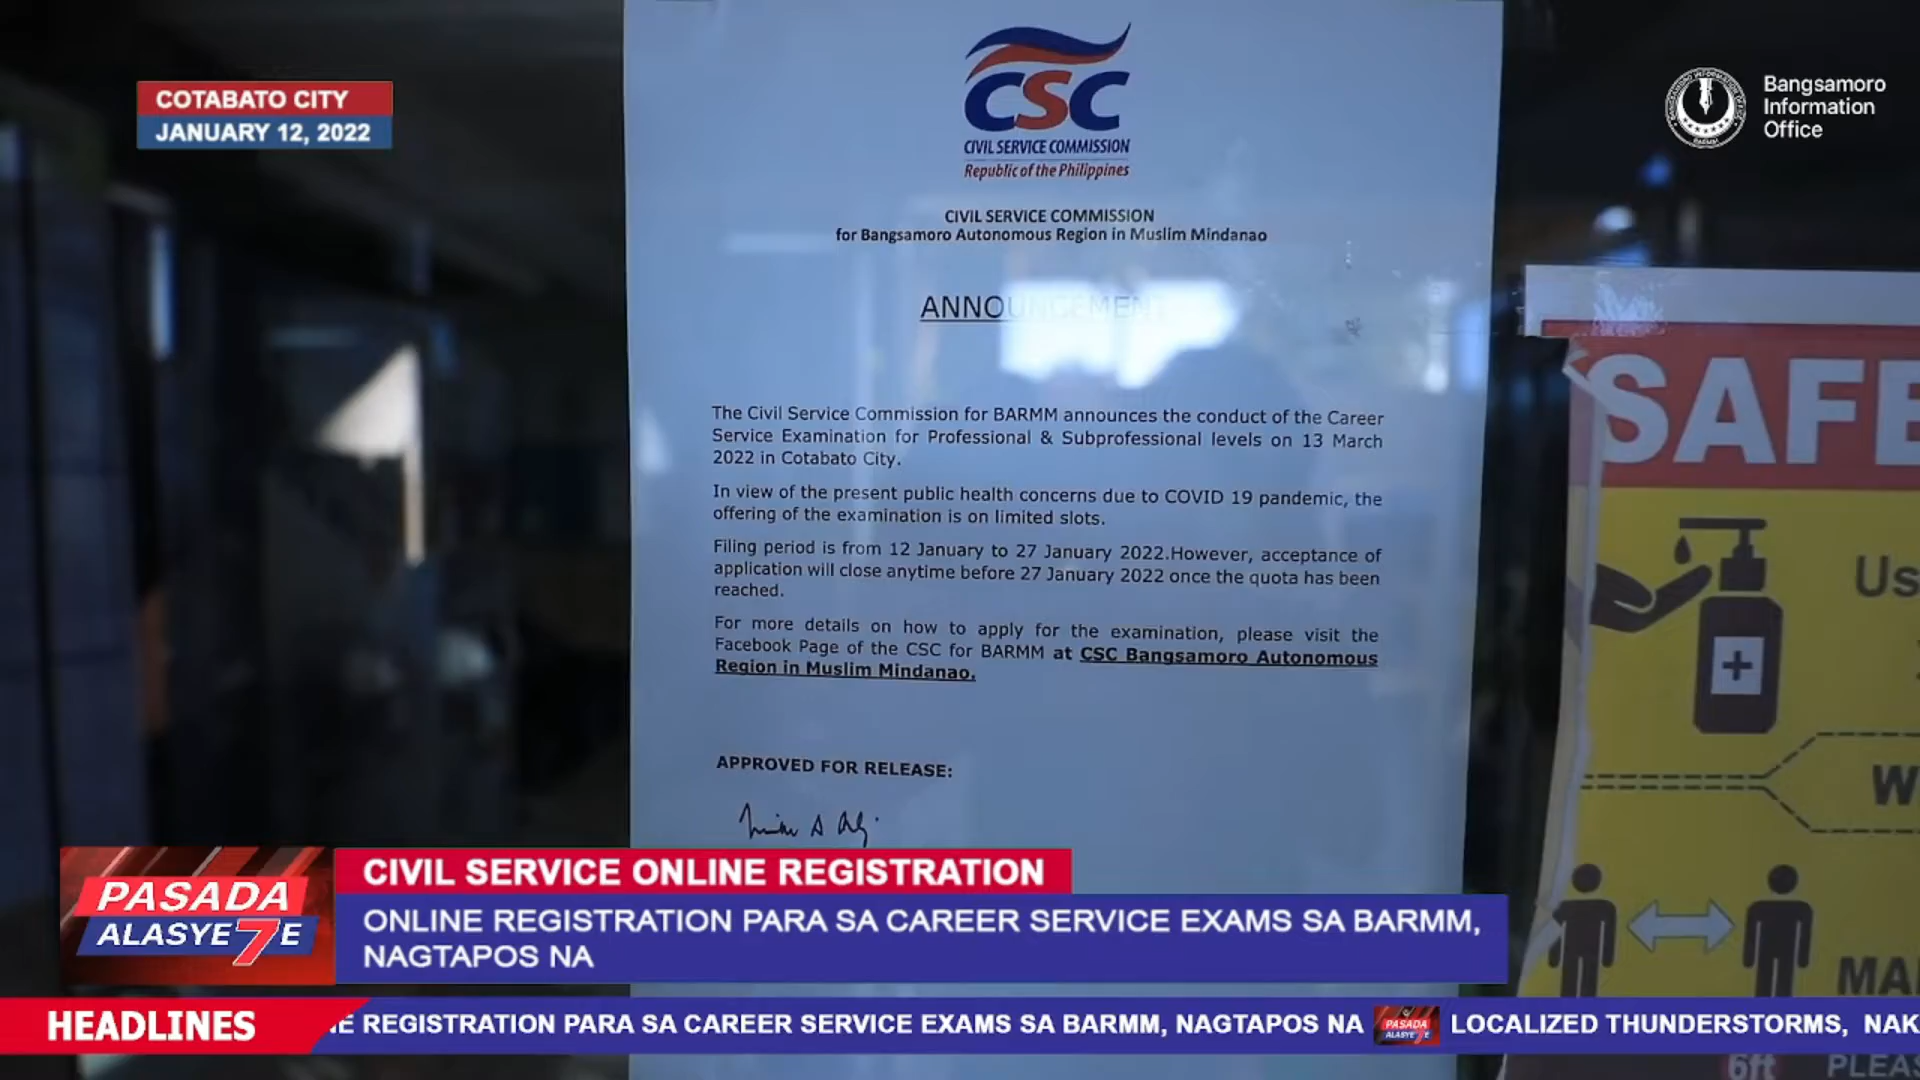 COTABATO CITY
JANUARY 12, 2022
Bangsamoro
Information
Office
CSC
CIVIL SERVICE COMMISSION
Republic of the Philippines
CIVIL SERVICE COMMISSION
for Bangsamoro Autonomous Region in Muslim Mindanao
ANNOUNCEMENT
The Civil Service Commission for BARMM announces the conduct of the Career
Service Examination for Professional & Subprofessional levels on 13 March
2022 in Cotabato City.
In view of the present public health concerns due to COVID 19 pandemic, the
offering of the examination is on limited slots.
Filing period is from 12 January to 27 January 2022.However, acceptance of
application will close anytime before 27 January 2022 once the quota has been
reached.
For more details on how to apply for the examination, please visit the
Facebook Page of the CSC for BARMM at CSC Bangsamoro Autonomous
Region in Muslim Mindanao.
APPROVED FOR RELEASE:
SAFE
Us
W
MA
6ft
PLEAS
PASADA
ALASYE7E
CIVIL SERVICE ONLINE REGISTRATION
ONLINE REGISTRATION PARA SA CAREER SERVICE EXAMS SA BARMM,
NAGTAPOS NA
HEADLINES
E REGISTRATION PARA SA CAREER SERVICE EXAMS SA BARMM, NAGTAPOS NA PASADA ALASYE7E LOCALIZED THUNDERSTORMS, NAK